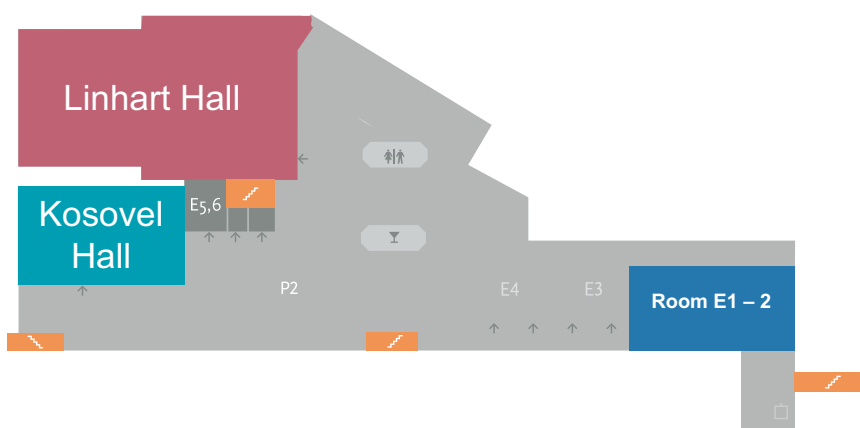 Linhart Hall
Kosovel
Hall
E5,6
P2
E4
E3
Room E1 – 2